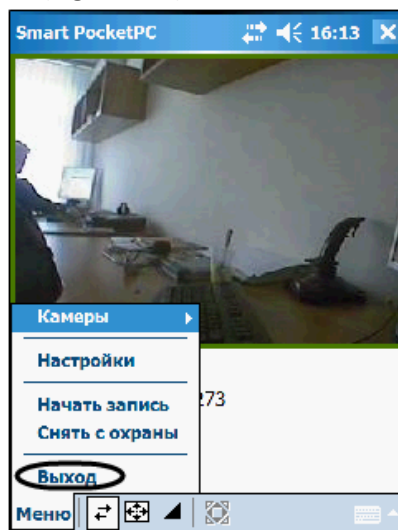 Smart PocketPC 16:13
Камеры
Настройки
273
Начать запись
Снять с охраны
Выход
Меню